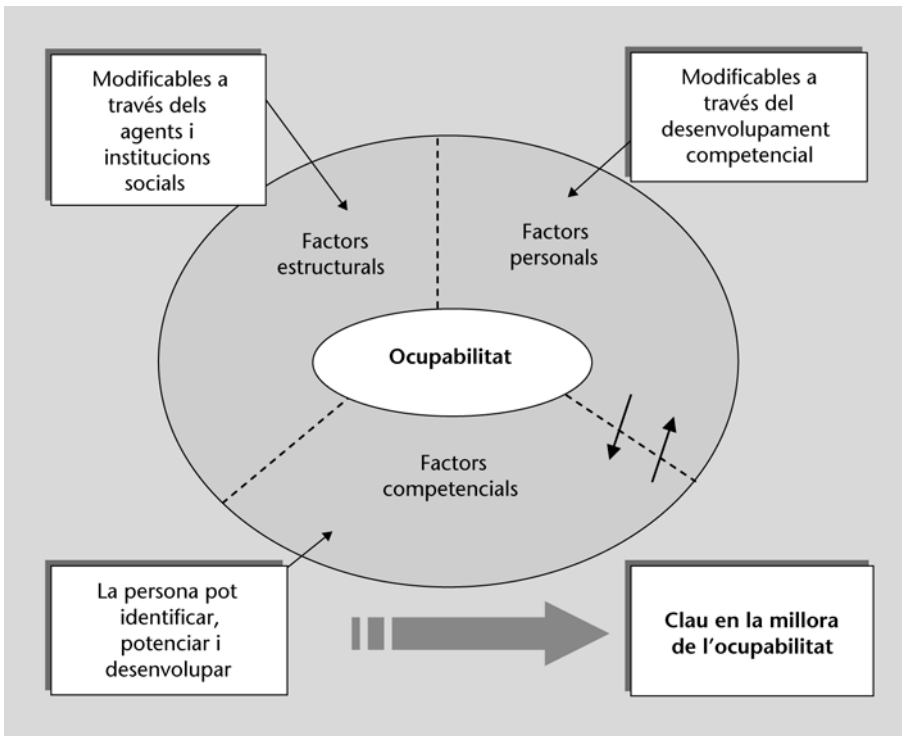 Modificables a
través dels
agents i
institucions
socials
Modificables a
través del
desenvolupament
competencial
Factors
estructurals
Factors
personals
Ocupabilitat
Factors
competencials
La persona pot
identificar,
potenciar i
desenvolupar
Clau en la millora
de l’ocupabilitat